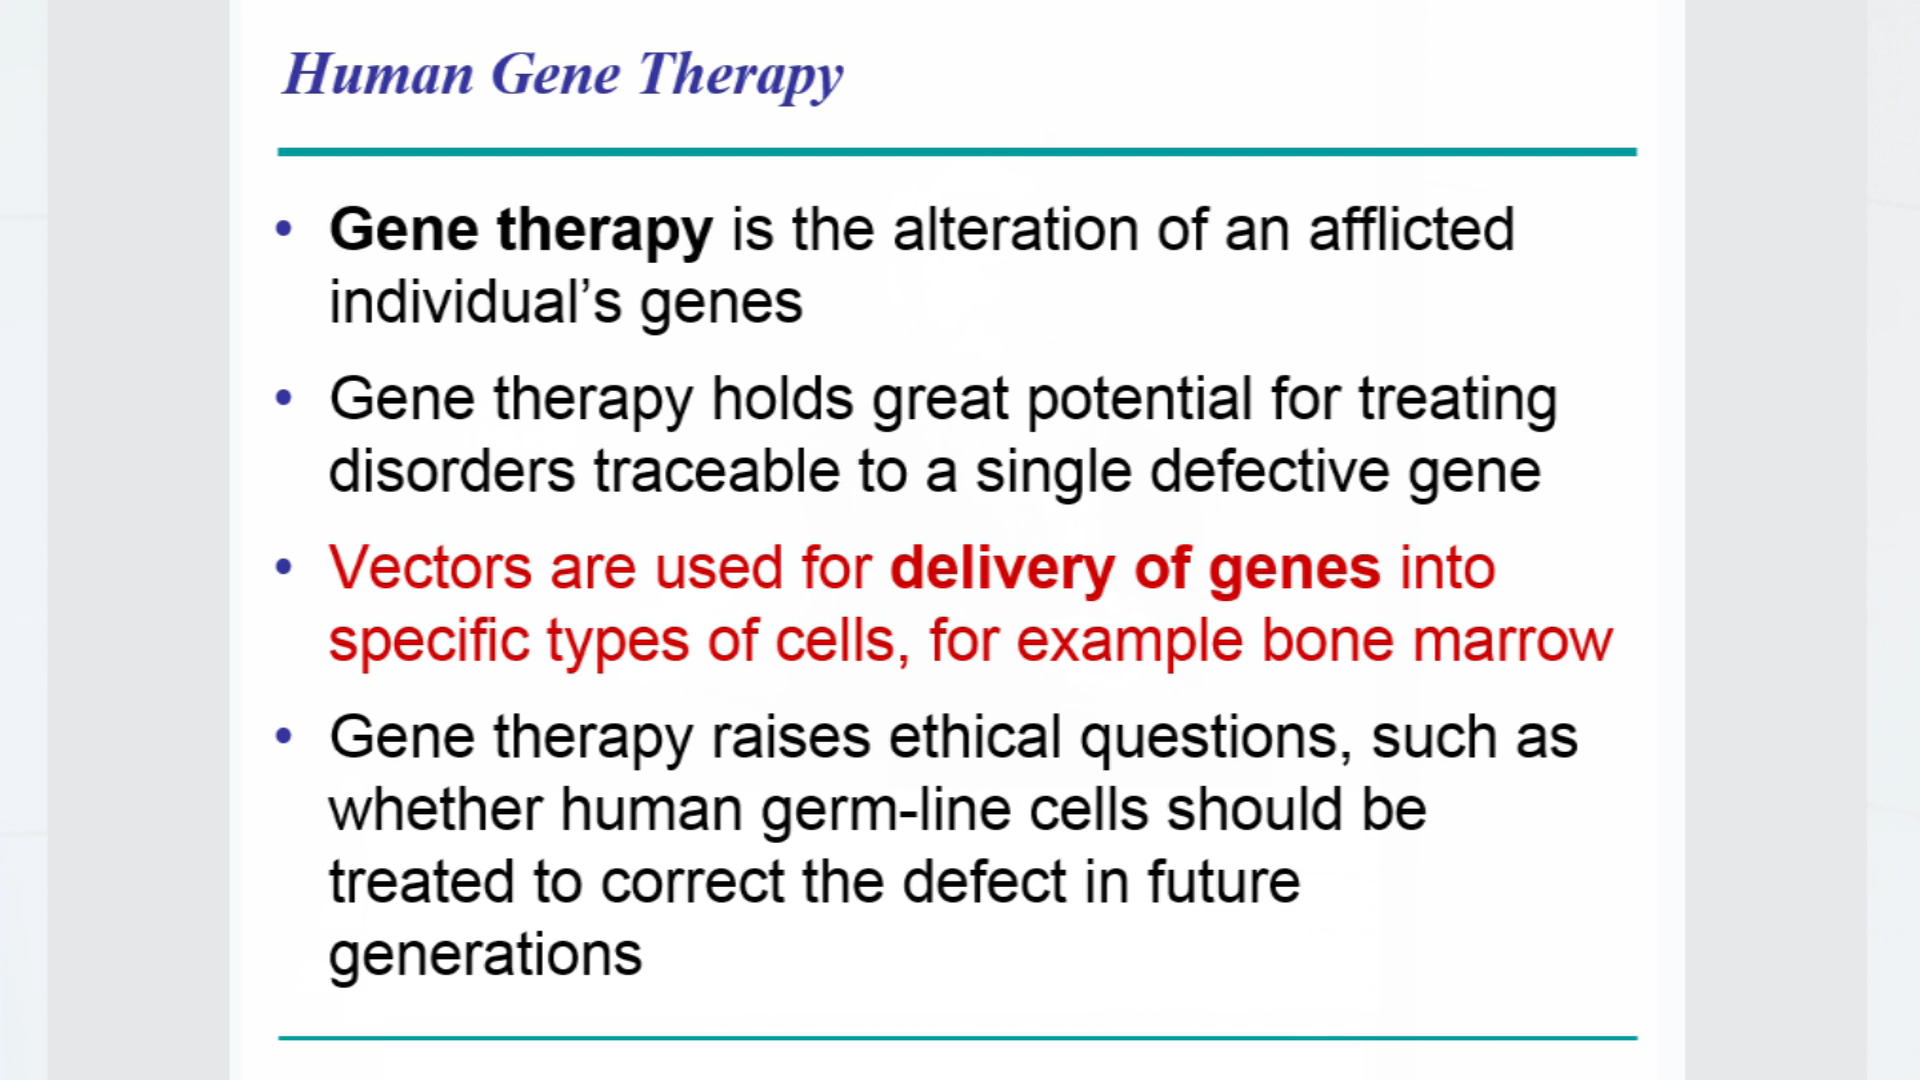 Human Gene Therapy
• Gene therapy is the alteration of an afflicted
individual’s genes
• Gene therapy holds great potential for treating
disorders traceable to a single defective gene
• Vectors are used for delivery of genes into
specific types of cells, for example bone marrow
• Gene therapy raises ethical questions, such as
whether human germ-line cells should be
treated to correct the defect in future
generations